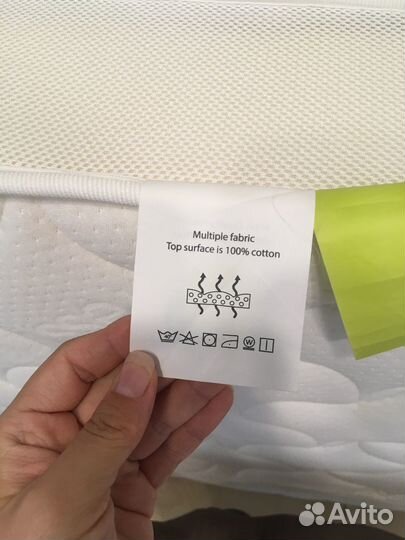 Multiple fabric
Top surface is 100% cotton
W
Avito